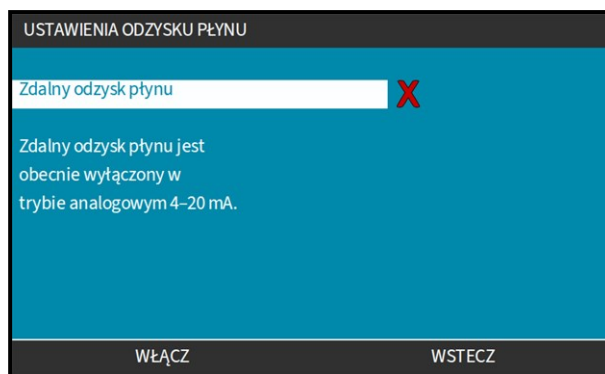 USTAWIENIA ODZYSKU PŁYNU
Zdalny odzysk płynu
Zdalny odzysk płynu jest
obecnie wyłączony w
trybie analogowym 4–20 mA.
WŁĄCZ
WSTECZ